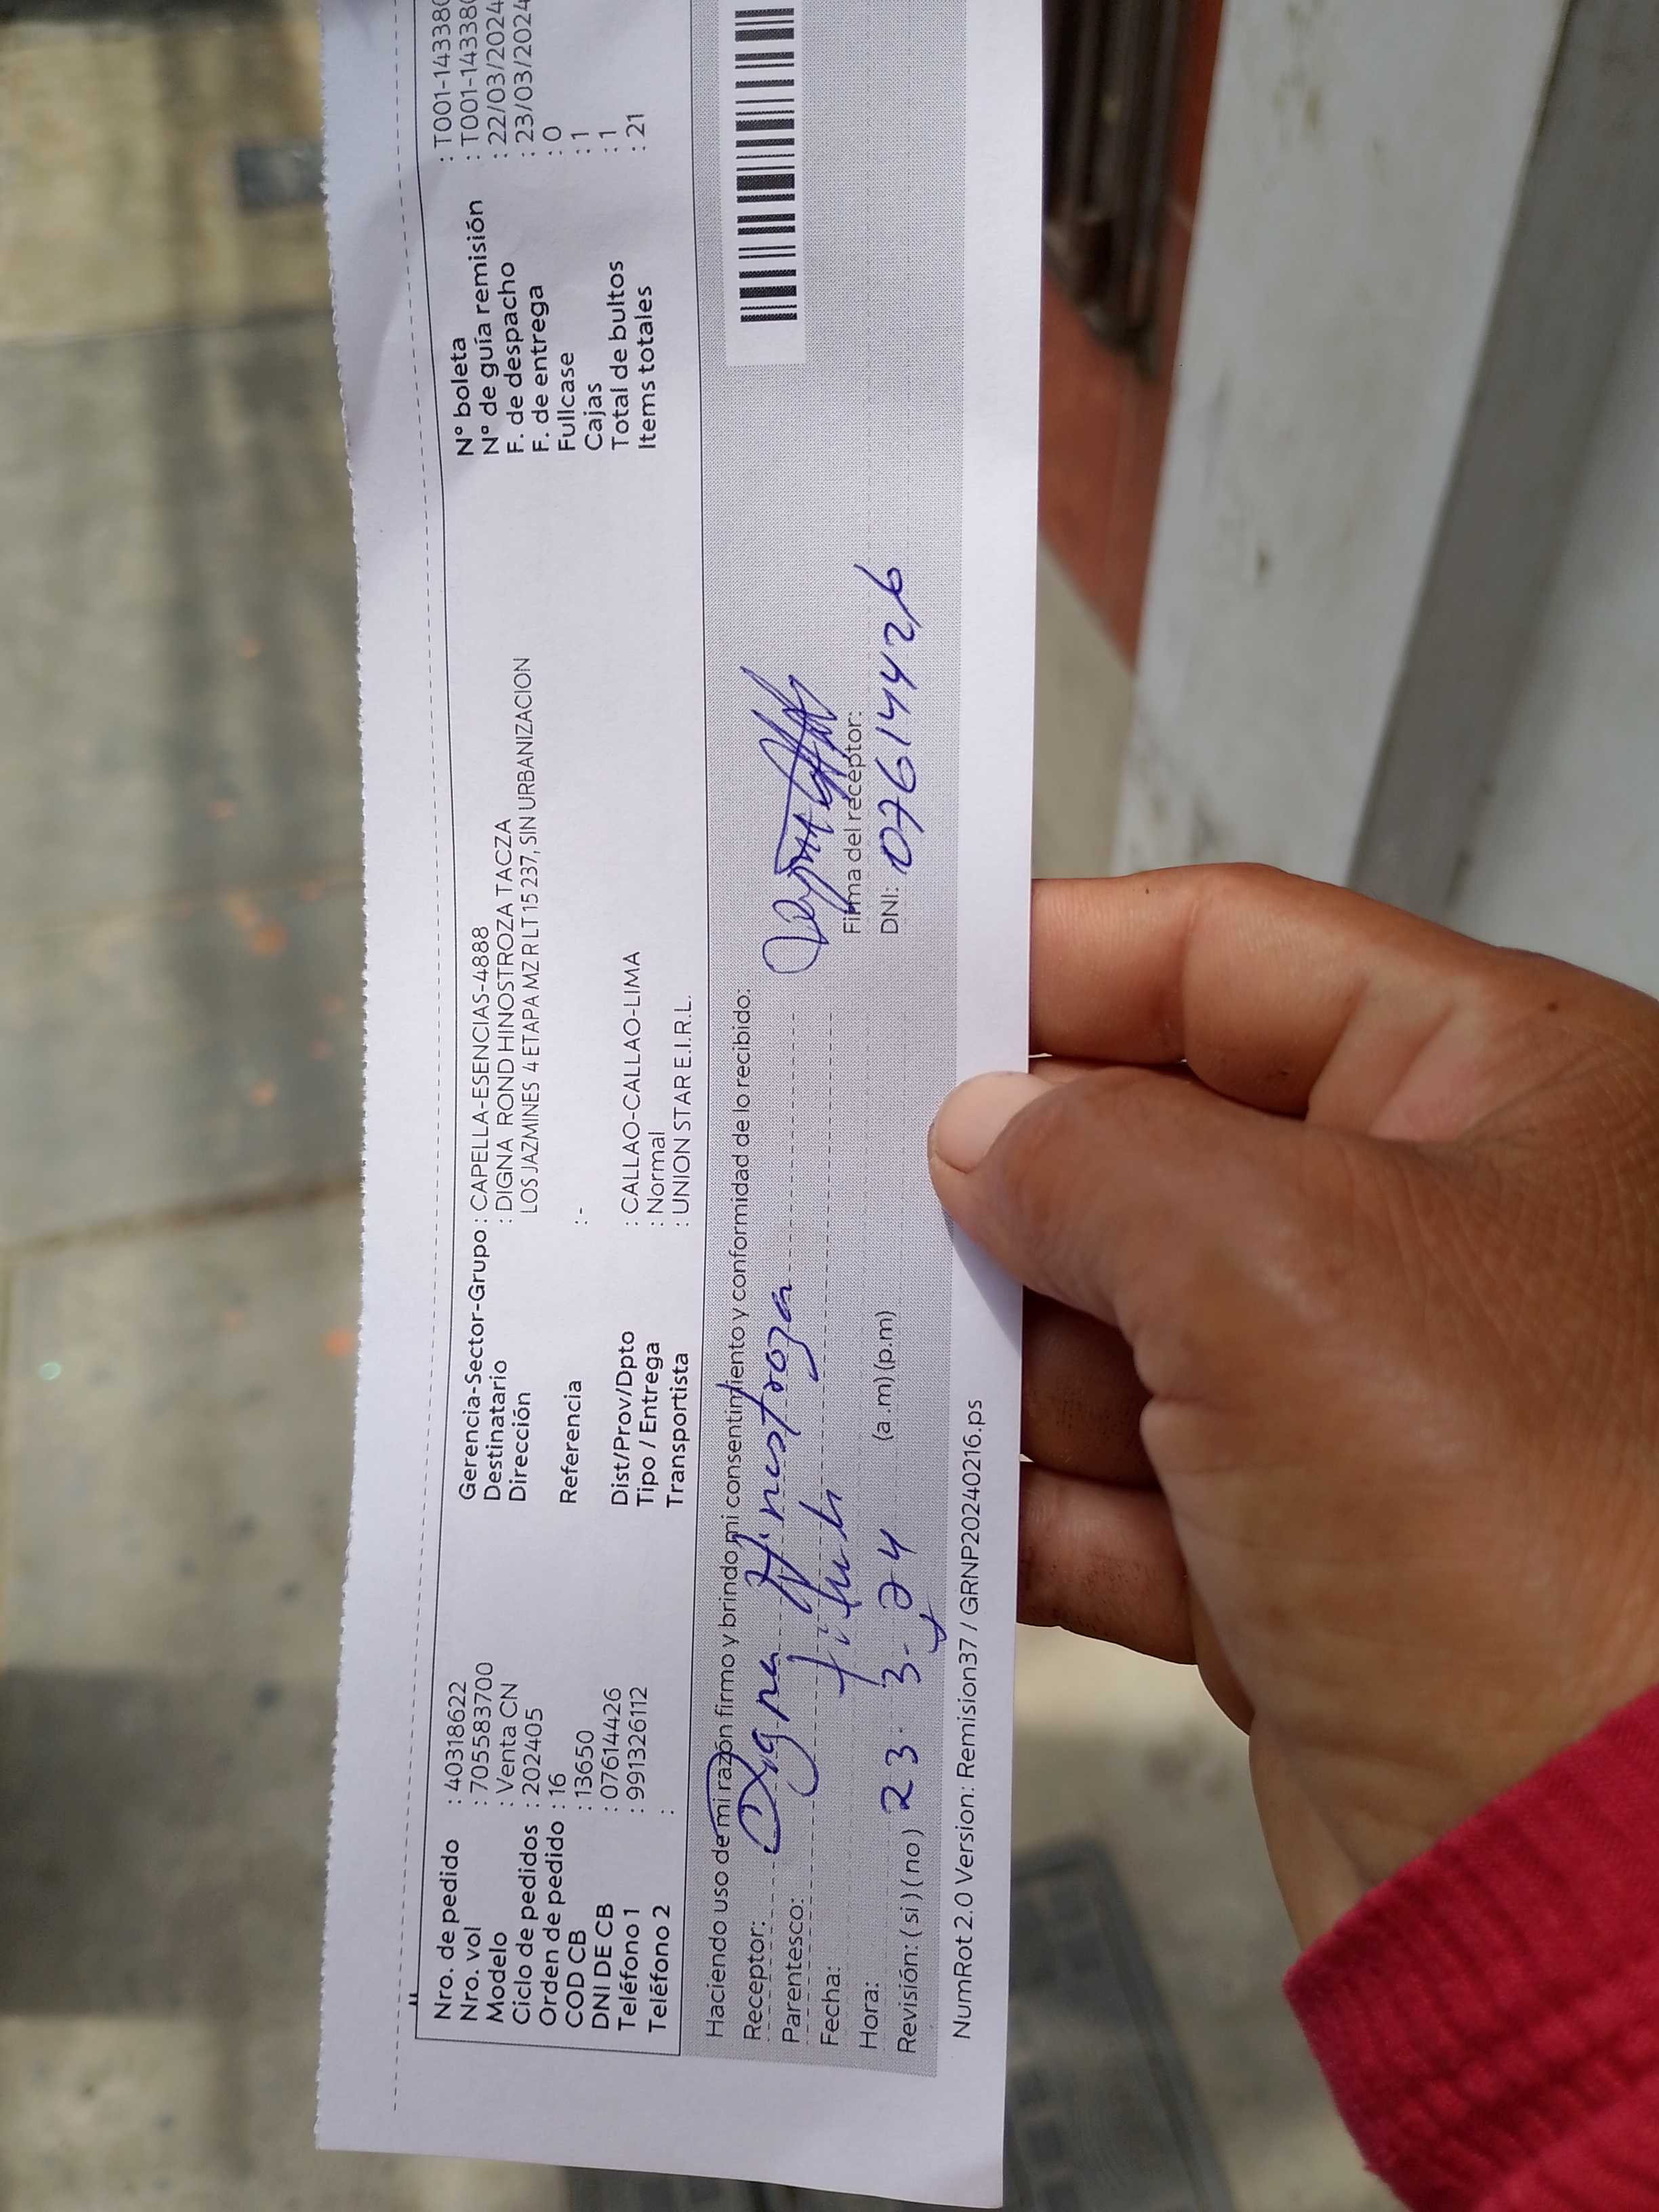 Nro. de pedido : 40318622
Nro. vol : 705583700
Modelo : Venta CN
Ciclo de pedidos : 202405
Orden de pedido : 16
COD CB : 13650
DNI DE CB : 07614426
Teléfono 1 : 991326112
Teléfono 2 :
Gerencia-Sector-Grupo : CAPELLA-ESENCIAS-4888
Destinatario : DIGNA ROND HINOSTROZA TACZA
Dirección LOS JAZMINES 4 ETAPA MZ R LT 15 237, SIN URBANIZACION
Referencia : -
Dist/Prov/Dpto : CALLAO-CALLAO-LIMA
Tipo / Entrega : Normal
Transportista : UNION STAR E.I.R.L.
N° boleta : T001-143380
N° de guía remisión : T001-143380
F. de despacho : 22/03/2024
F. de entrega : 23/03/2024
Fullcase : 0
Cajas : 1
Total de bultos : 1
Items totales : 21
Haciendo uso de mi razón firmo y brindo mi consentimiento y conformidad de lo recibido:
Receptor: Digna Hinostroza
Parentesco:
Fecha:
Hora: 23. 3-24 (a.m) (p.m)
Revisión: ( si ) ( no )
Firma del receptor:
DNI: 07614426
NumRot 2.0 Version: Remision37 / GRNP20240216.ps